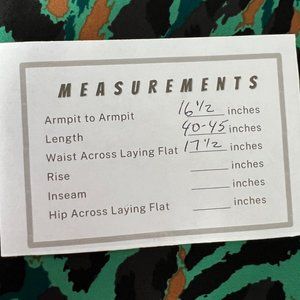 MEASUREMENTS
Armpit to Armpit 16 1/2 inches
Length 40-45 inches
Waist Across Laying Flat 17 1/2 inches
Rise inches
Inseam inches
Hip Across Laying Flat inches